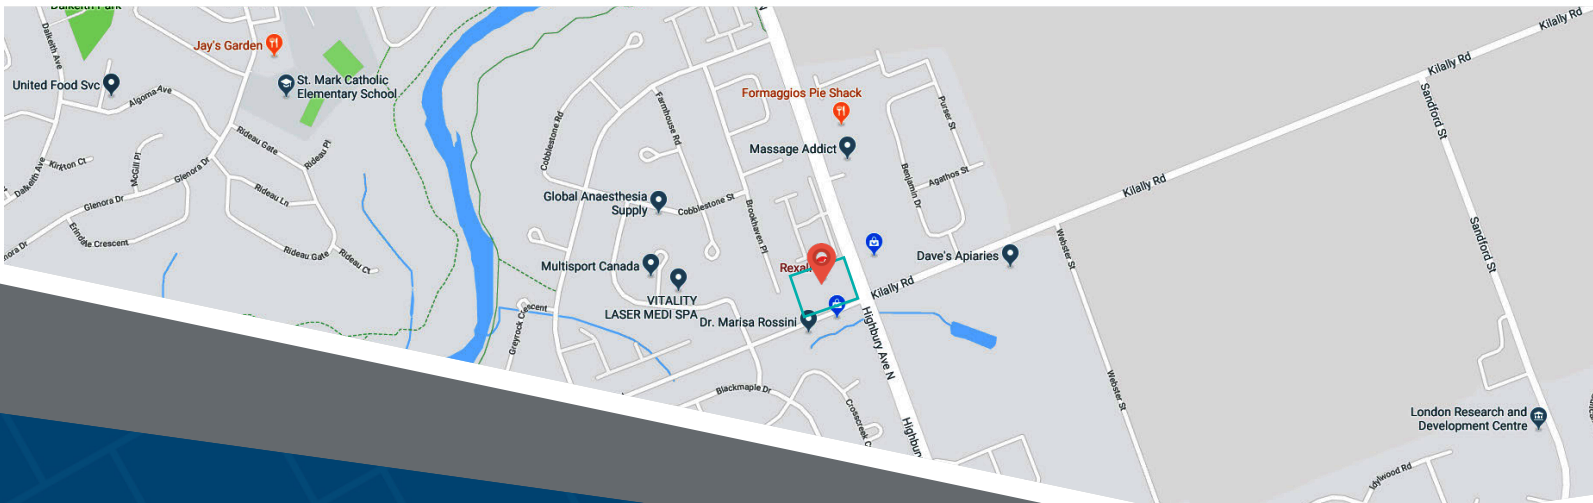 Dalkeith Park
Dalkeith Ave
Jay's Garden
United Food Svc
Algoma Ave
St. Mark Catholic
Elementary School
Rideau Gate
Rideau Pl
McGill Pl
Kirkton Ct
Dalkeith Ave
Glenora Dr
Glenora Dr
Rideau Ln
Erindale Crescent
Rideau Gate
Rideau Ct
Cobblestone Rd
Farmhouse Rd
Global Anaesthesia
Supply
Cobblestone St
Brookhaven Pl
Multisport Canada
VITALITY
LASER MEDI SPA
Greyrock Crescent
Dr. Marisa Rossini
Blackmaple Dr
Crosscreek C
N
Formaggios Pie Shack
Massage Addict
Purser St
Benjamin Dr
Agathos St
Rexal
Dave's Apiaries
Kilally Rd
Kilally Rd
Kilally Rd
Kilally Rd
Highbury Ave N
Highbury
Webster St
Webster St
Sandford St
Sandford St
London Research and
Development Centre
Idylwood Rd